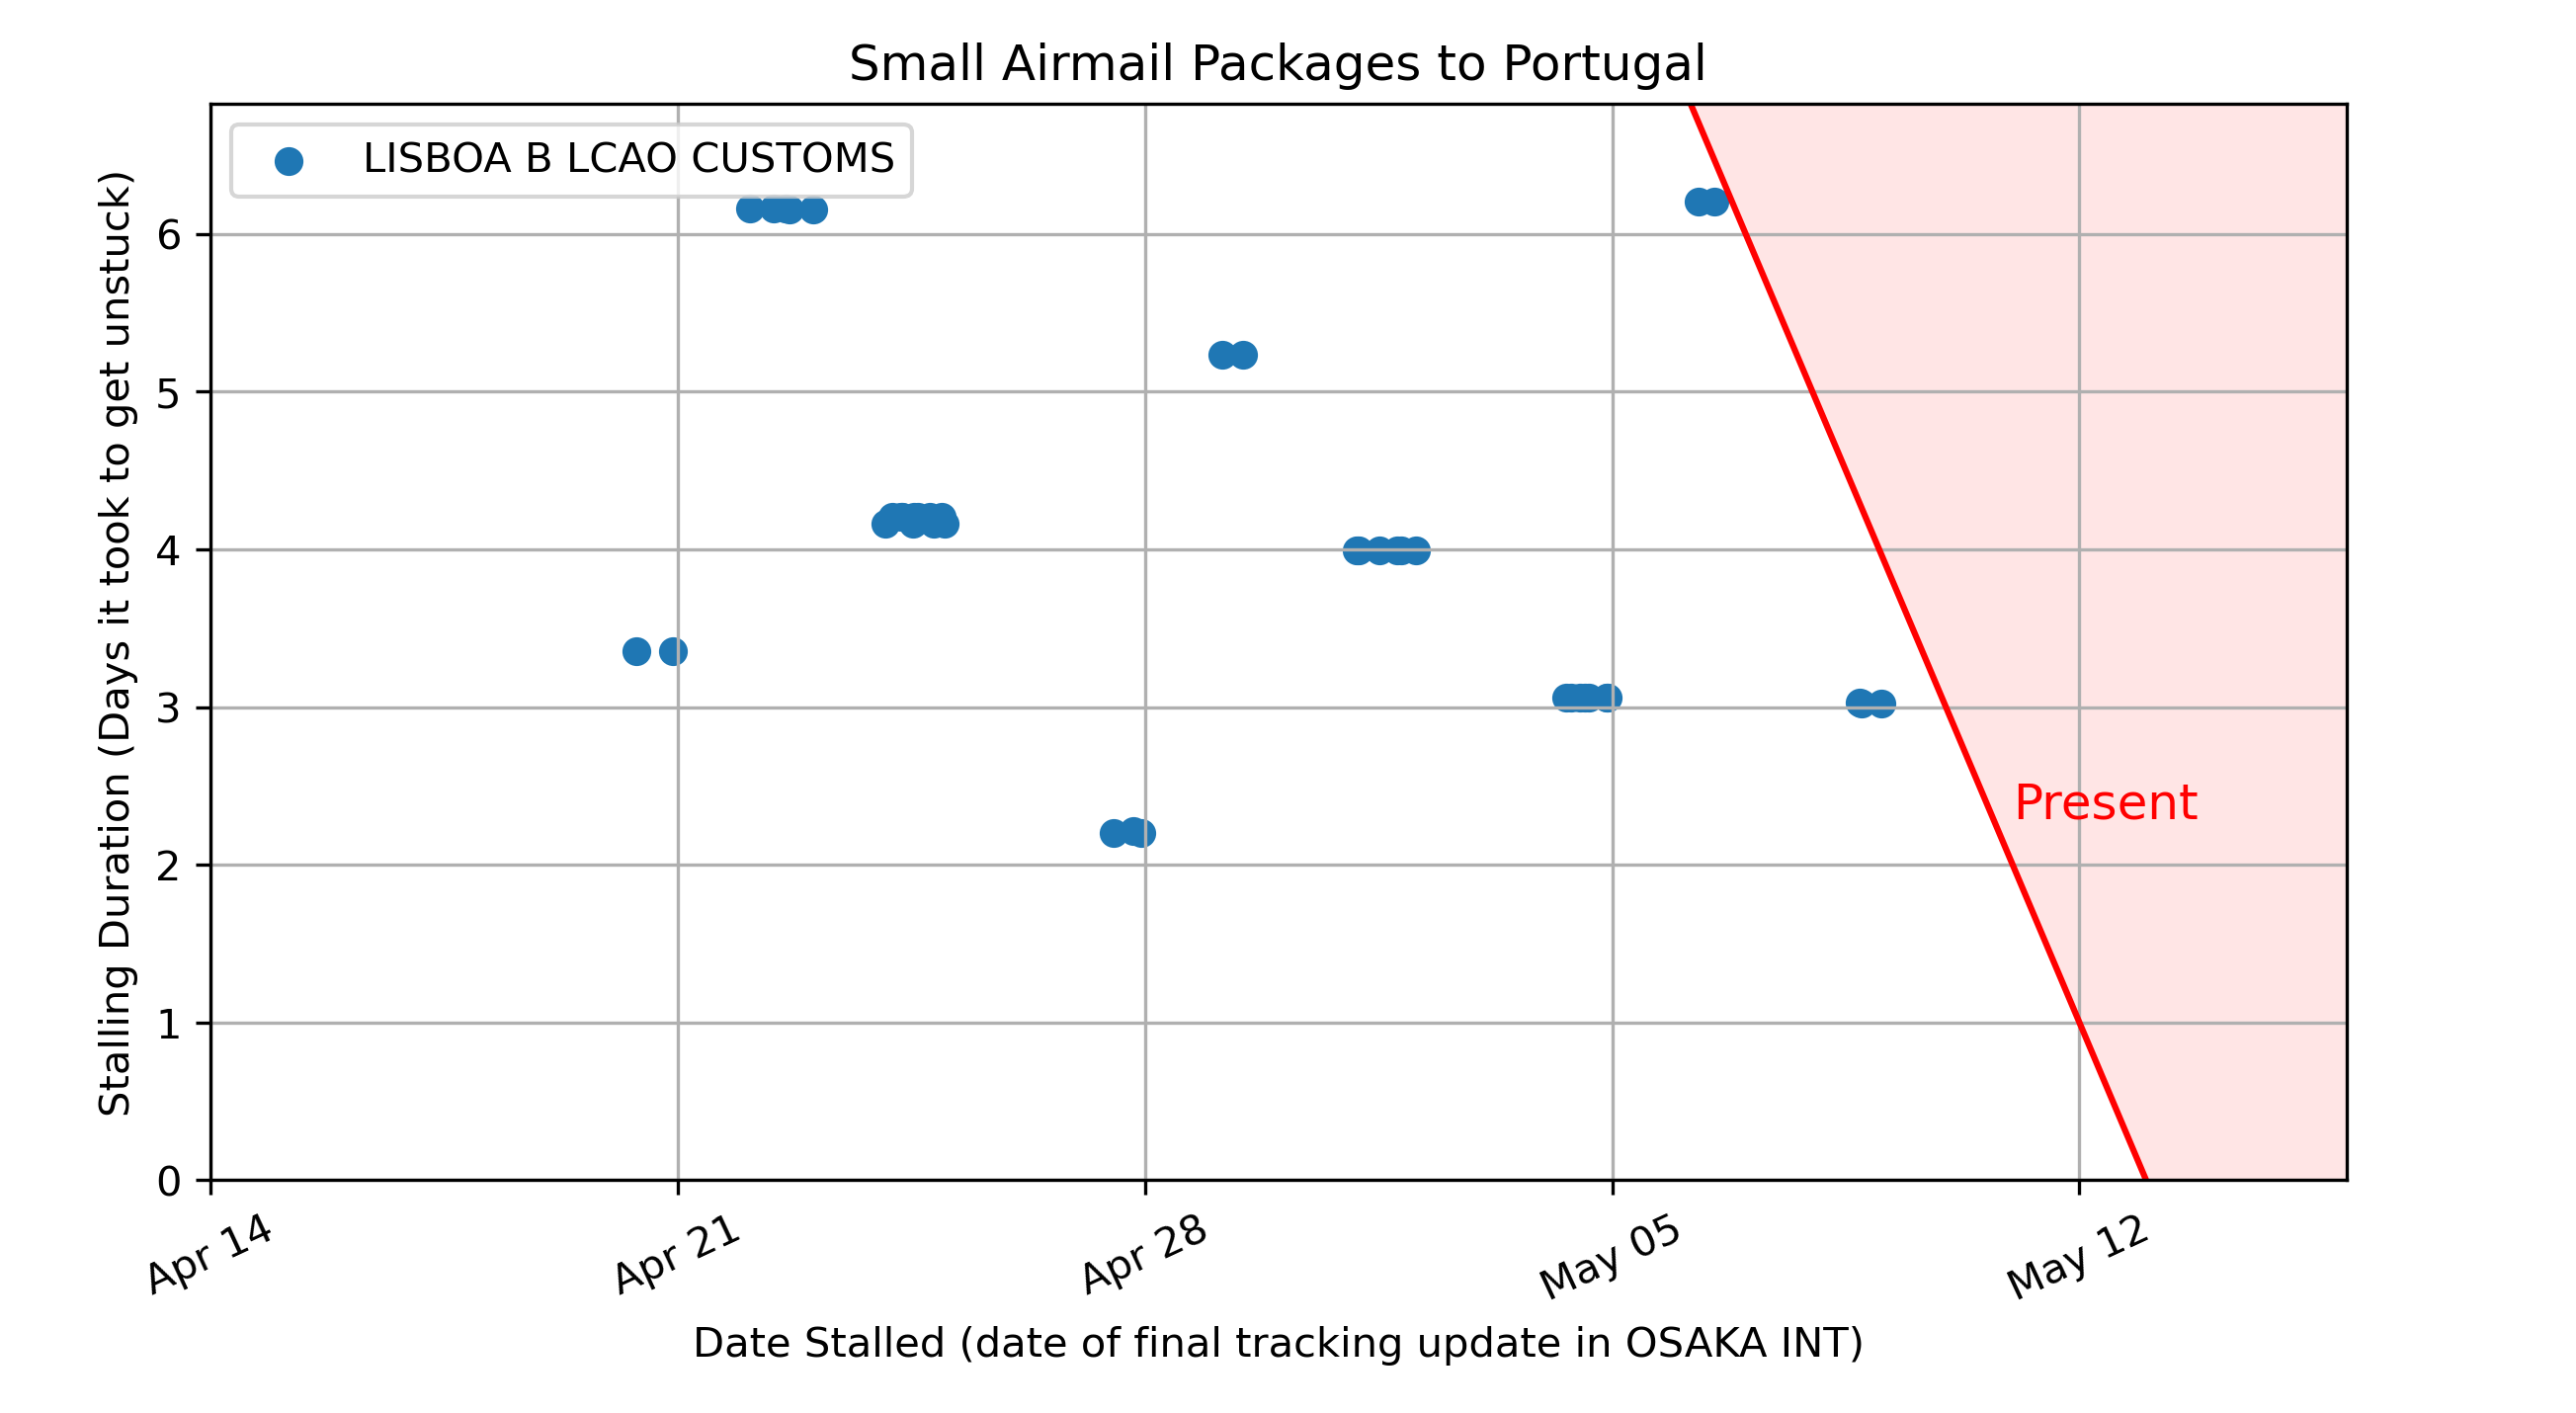 Small Airmail Packages to Portugal
LISBOA B LCAO CUSTOMS
Stalling Duration (Days it took to get unstuck)
6
5
4
3
2
1
0
Present
Apr 14
Apr 21
Apr 28
May 05
May 12
Date Stalled (date of final tracking update in OSAKA INT)